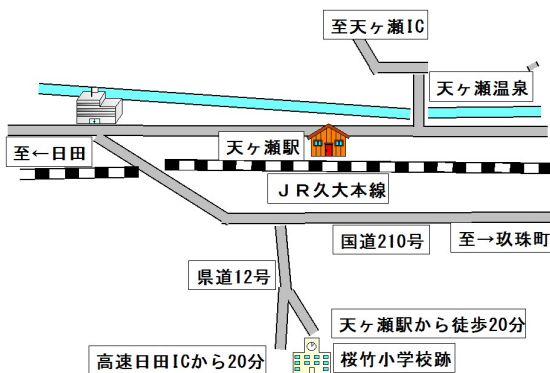 至天ヶ瀬IC
天ヶ瀬温泉
至←日田
天ヶ瀬駅
JR久大本線
国道210号
至→玖珠町
県道12号
天ヶ瀬駅から徒歩20分
高速日田ICから20分
桜竹小学校跡